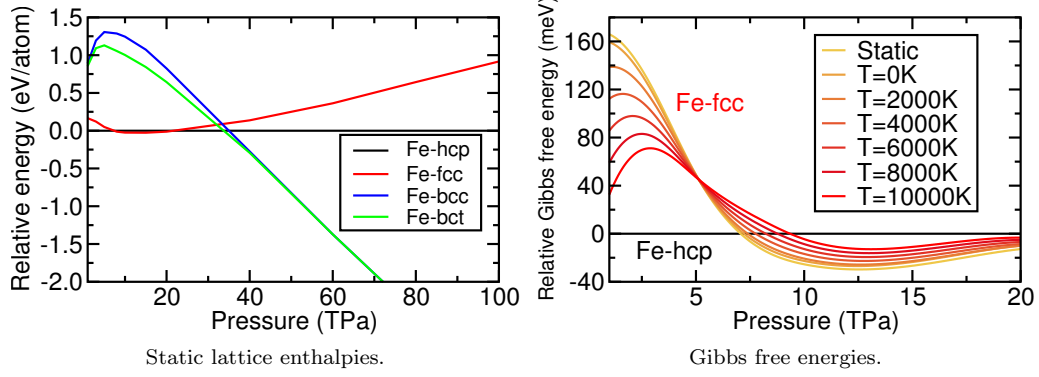 Relative energy (eV/atom)
1.5
1.0
0.5
0.0
-0.5
-1.0
-1.5
-2.0
Fe-hcp
Fe-fcc
Fe-bcc
Fe-bct
20
40
60
80
100
Pressure (TPa)
Static lattice enthalpies.
Relative Gibbs free energy (meV)
160
120
80
40
0
-40
Fe-fcc
Fe-hcp
Static
T=0K
T=2000K
T=4000K
T=6000K
T=8000K
T=10000K
5
10
15
20
Pressure (TPa)
Gibbs free energies.